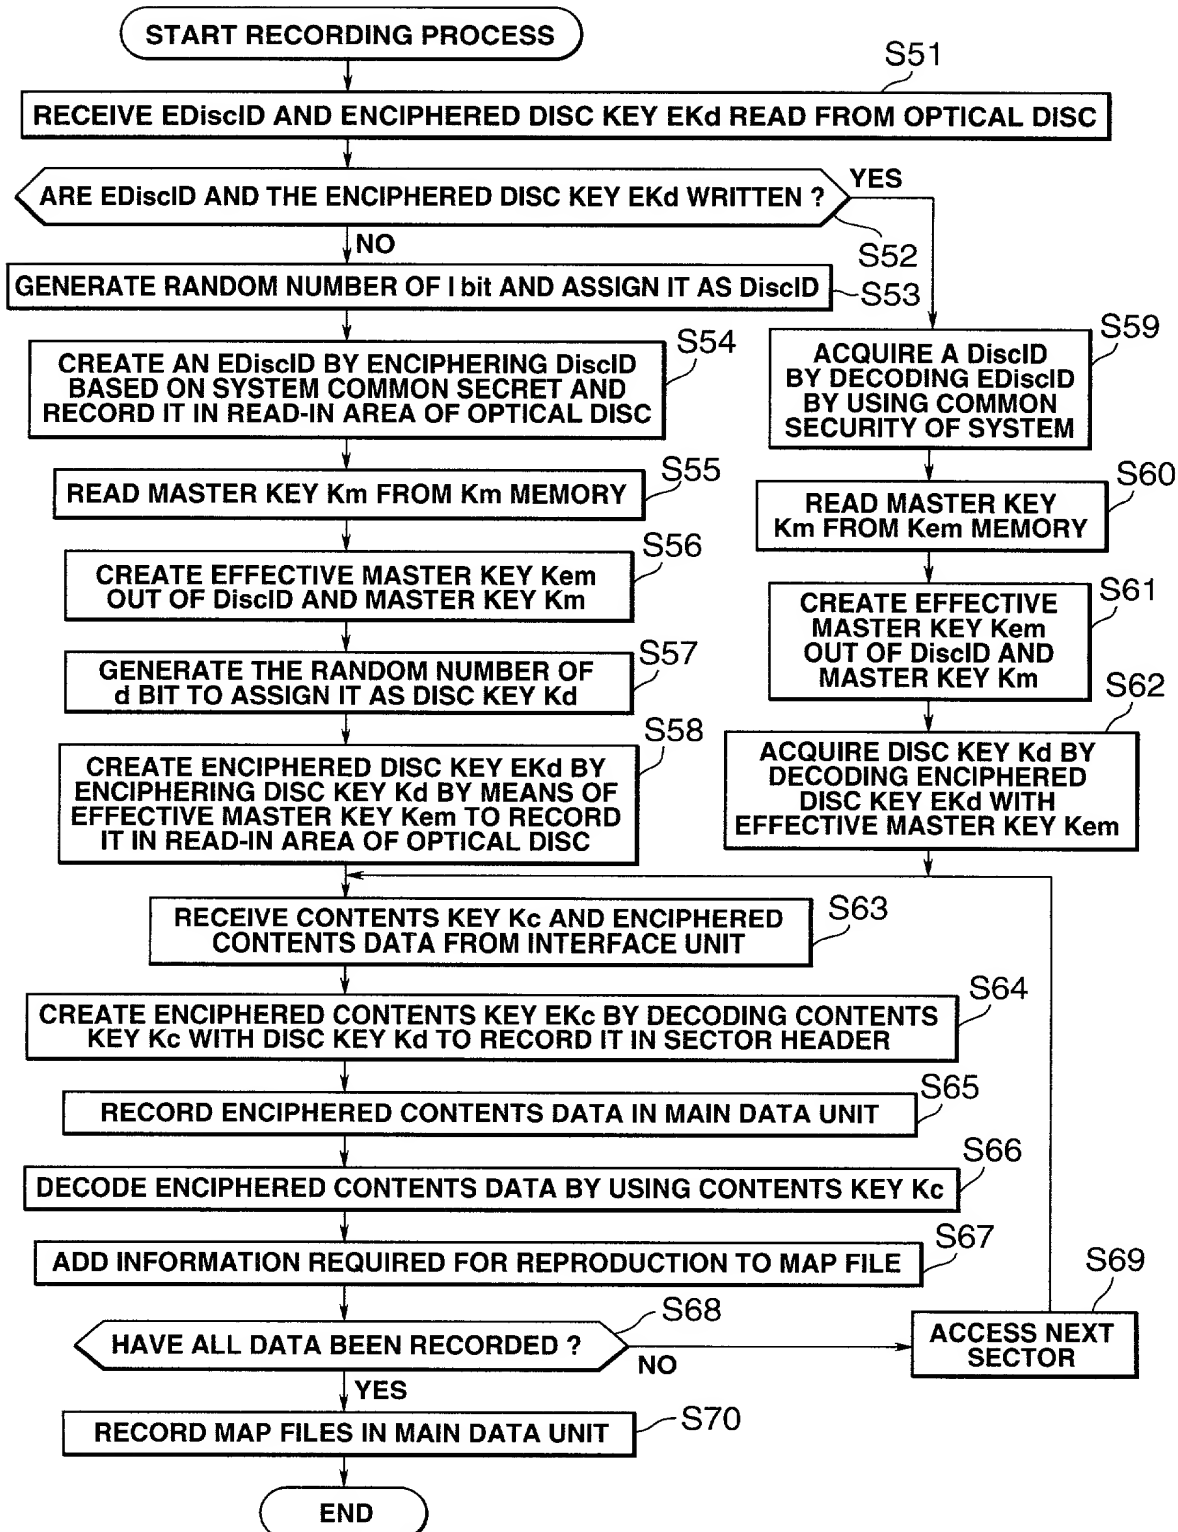 START RECORDING PROCESS
S51
RECEIVE EDiscID AND ENCIPHERED DISC KEY EKd READ FROM OPTICAL DISC
ARE EDiscID AND THE ENCIPHERED DISC KEY EKd WRITTEN ?
YES
S52
NO
GENERATE RANDOM NUMBER OF I bit AND ASSIGN IT AS DiscID
S53
CREATE AN EDiscID BY ENCIPHERING DiscID
BASED ON SYSTEM COMMON SECRET AND
RECORD IT IN READ-IN AREA OF OPTICAL DISC
S54
READ MASTER KEY Km FROM Km MEMORY
S55
CREATE EFFECTIVE MASTER KEY Kem
OUT OF DiscID AND MASTER KEY Km
S56
GENERATE THE RANDOM NUMBER OF
d BIT TO ASSIGN IT AS DISC KEY Kd
S57
CREATE ENCIPHERED DISC KEY EKd BY
ENCIPHERING DISC KEY Kd BY MEANS OF
EFFECTIVE MASTER KEY Kem TO RECORD
IT IN READ-IN AREA OF OPTICAL DISC
S58
ACQUIRE A DiscID
BY DECODING EDiscID
BY USING COMMON
SECURITY OF SYSTEM
S59
READ MASTER KEY
Km FROM Kem MEMORY
S60
CREATE EFFECTIVE
MASTER KEY Kem
OUT OF DiscID AND
MASTER KEY Km
S61
ACQUIRE DISC KEY Kd BY
DECODING ENCIPHERED
DISC KEY EKd WITH
EFFECTIVE MASTER KEY Kem
S62
RECEIVE CONTENTS KEY Kc AND ENCIPHERED
CONTENTS DATA FROM INTERFACE UNIT
S63
CREATE ENCIPHERED CONTENTS KEY EKc BY DECODING CONTENTS
KEY Kc WITH DISC KEY Kd TO RECORD IT IN SECTOR HEADER
S64
RECORD ENCIPHERED CONTENTS DATA IN MAIN DATA UNIT
S65
DECODE ENCIPHERED CONTENTS DATA BY USING CONTENTS KEY Kc
S66
ADD INFORMATION REQUIRED FOR REPRODUCTION TO MAP FILE
S67
HAVE ALL DATA BEEN RECORDED ?
S68
NO
ACCESS NEXT
SECTOR
S69
YES
RECORD MAP FILES IN MAIN DATA UNIT
S70
END